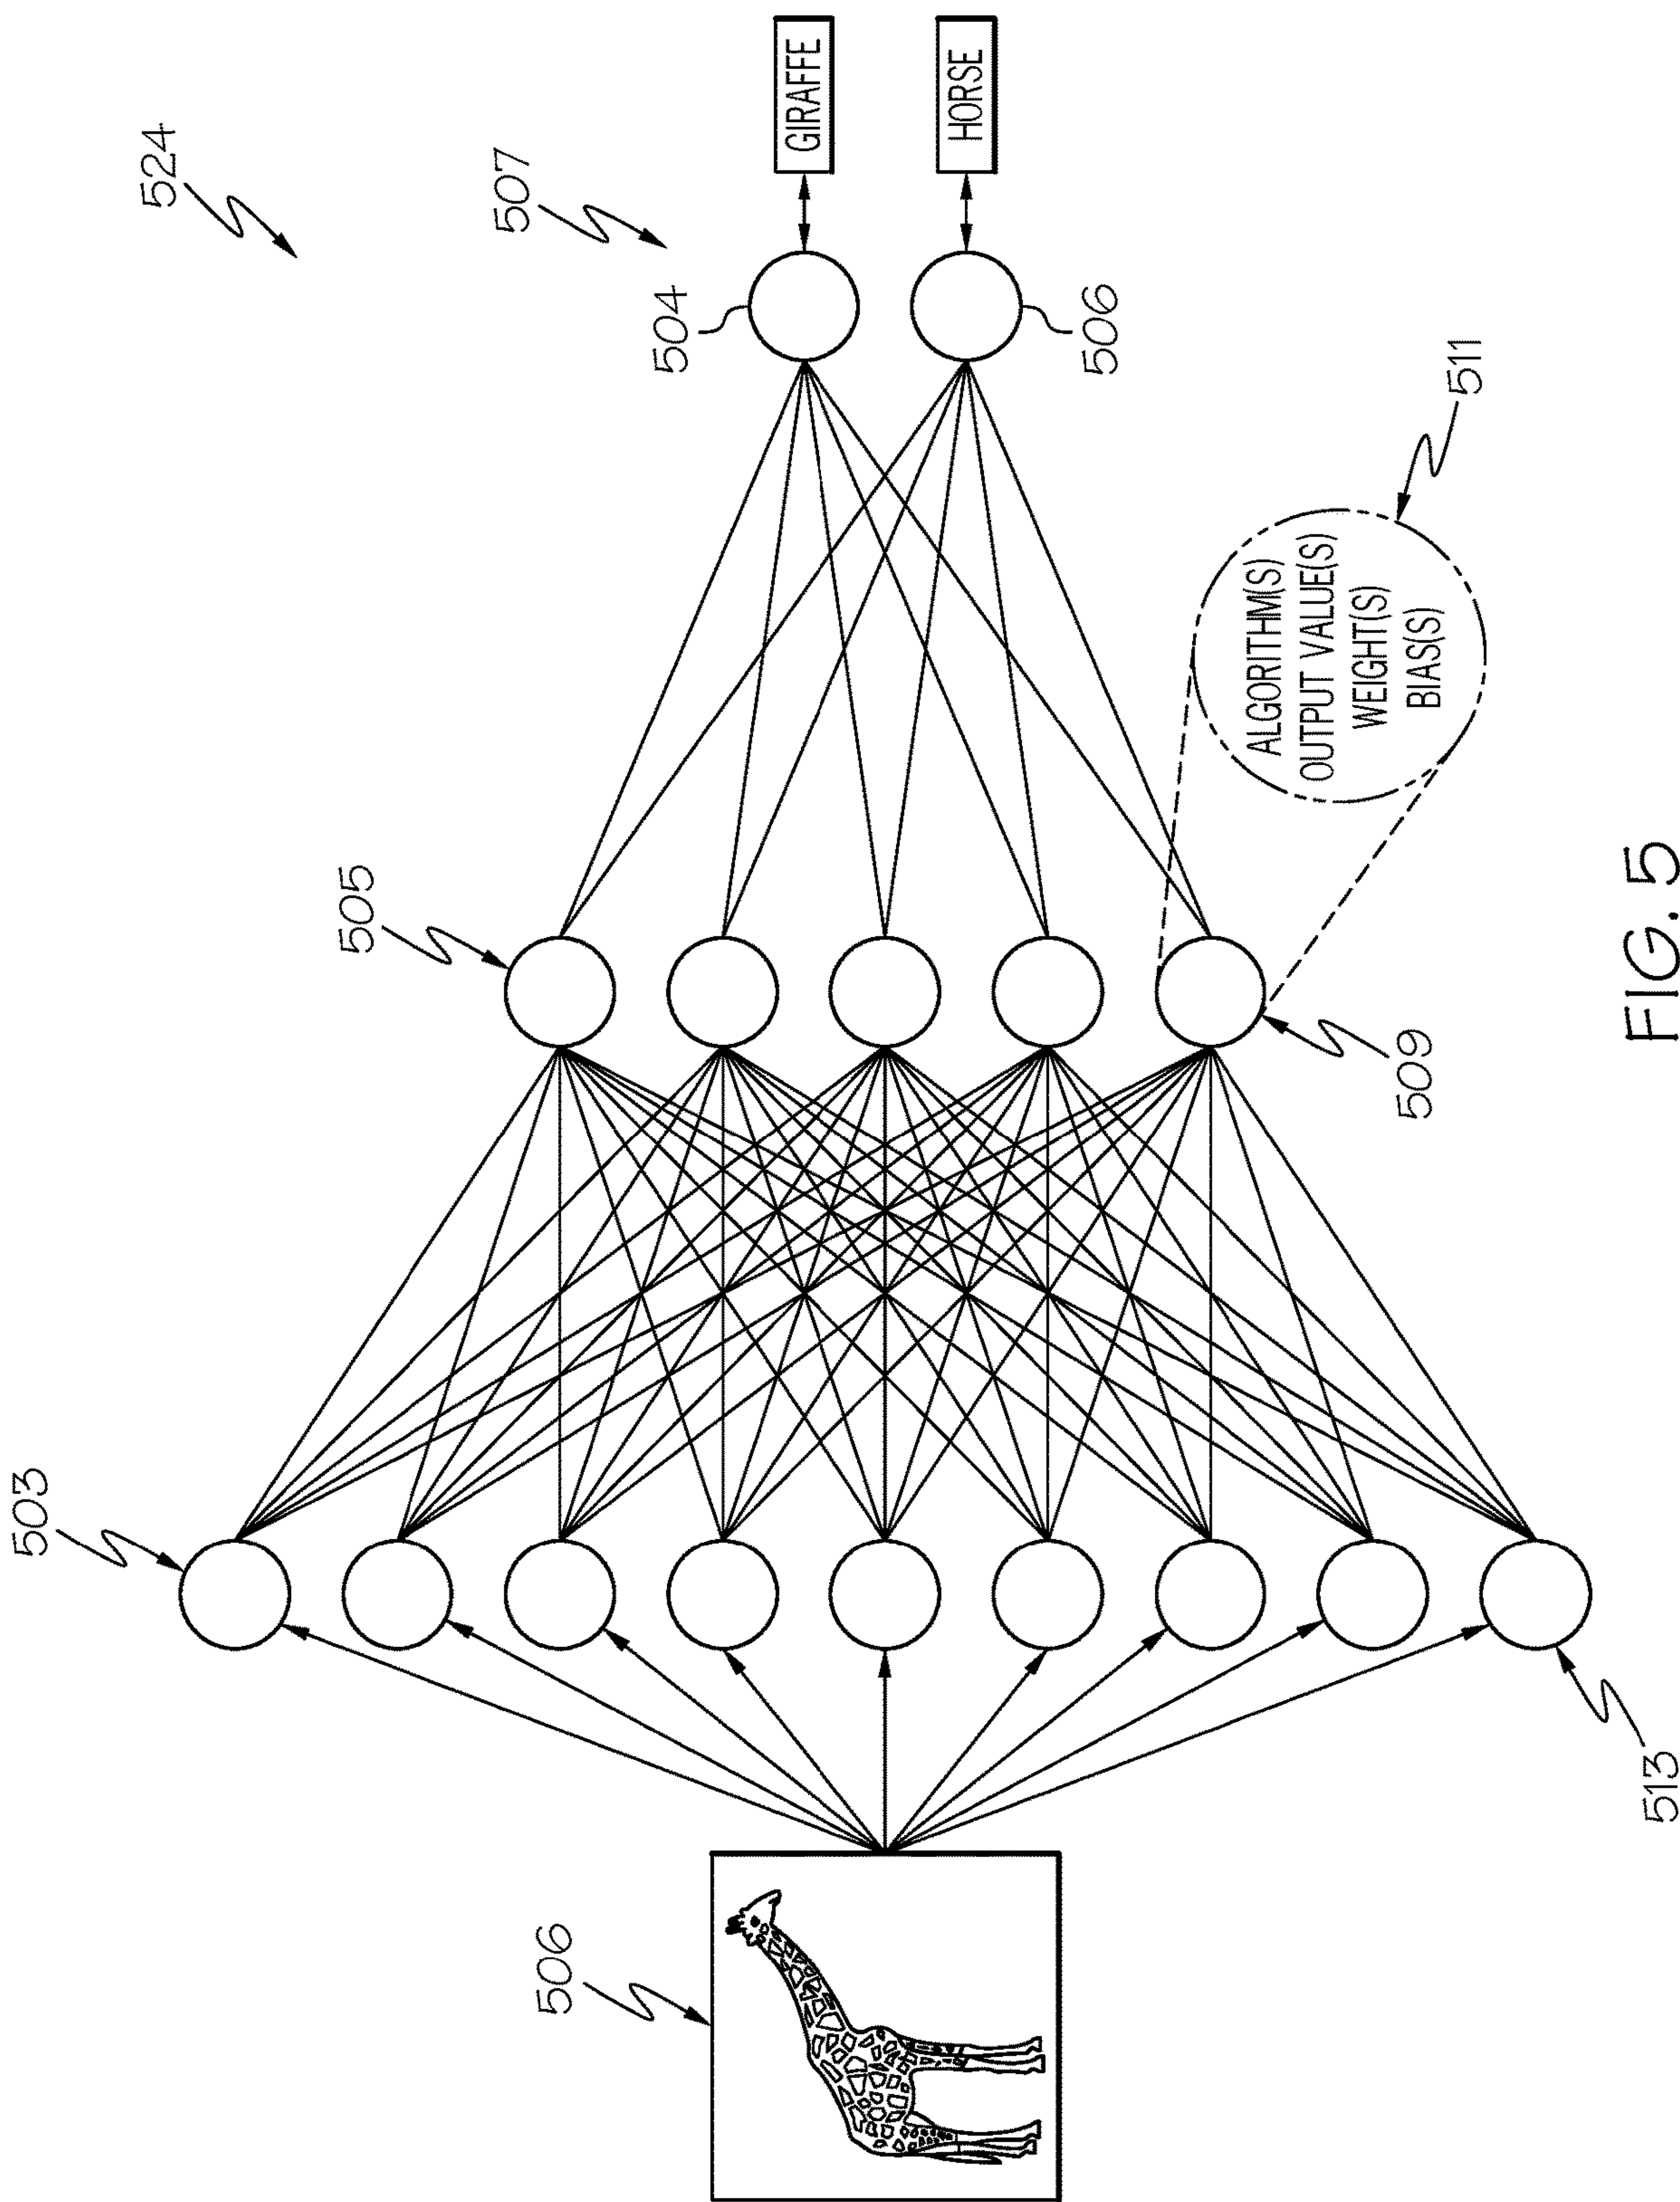 524
507
GIRAFFE
HORSE
504
506
505
503
506
ALGORITHM(S)
OUTPUT VALUE(S)
WEIGHT(S)
BIAS(S)
511
509
513
FIG. 5